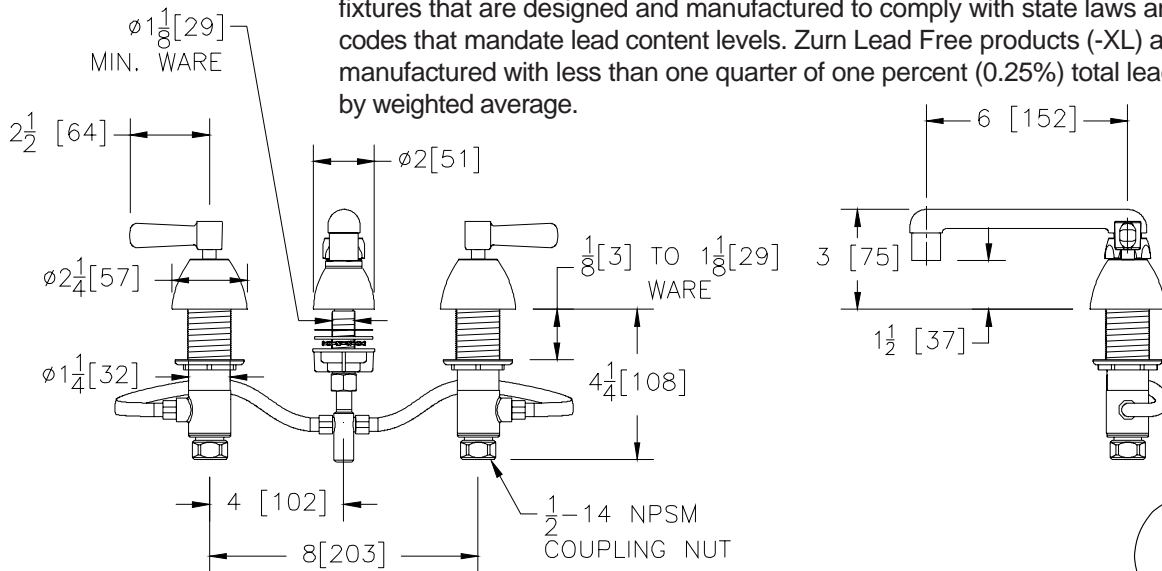 fixtures that are designed and manufactured to comply with state laws
codes that mandate lead content levels. Zurn Lead Free products (-XL)
manufactured with less than one quarter of one percent (0.25%) total
by weighted average.
ø1 1/8[29]
MIN. WARE
2 1/2 [64]
ø2[51]
6 [152]
1/8[3] TO 1 1/8[29]
WARE
3 [75]
ø2 1/4[57]
1 1/2 [37]
ø1 1/4[32]
4 1/4[108]
4 [102]
1/2-14 NPSM
COUPLING NUT
8[203]